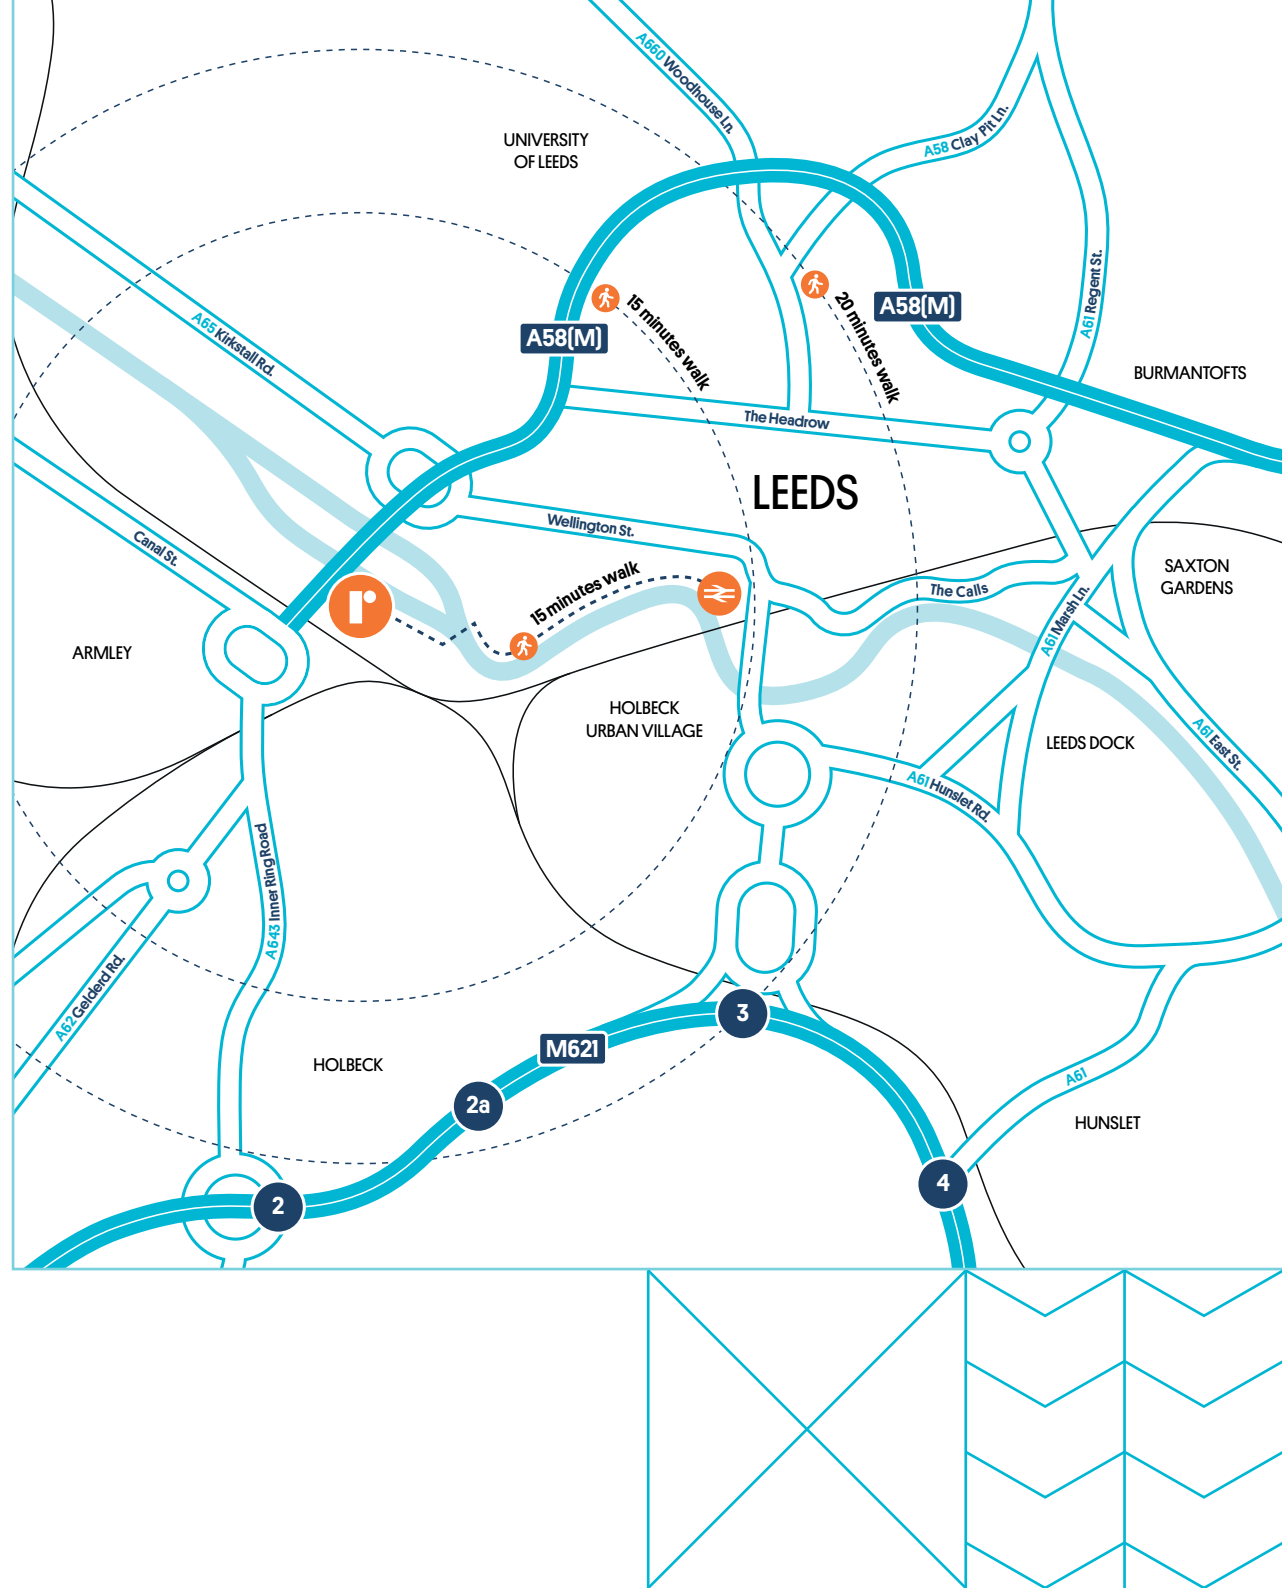 A660 Woodhouse Ln.
UNIVERSITY
OF LEEDS
A58 Clay Pit Ln.
A61 Regent St.
A65 Kirkstall Rd.
A58(M)
15 minutes walk
20 minutes walk
A58(M)
BURMANTOFTS
The Headrow
LEEDS
Wellington St.
Canal St.
15 minutes walk
r
The Calls
SAXTON
GARDENS
A61 Marsh Ln.
ARMLEY
HOLBECK
URBAN VILLAGE
LEEDS DOCK
A61 East St.
A61 Hunslet Rd.
A643 Inner Ring Road
A62 Gelderd Rd.
3
M621
HOLBECK
2a
A61
HUNSLET
4
2